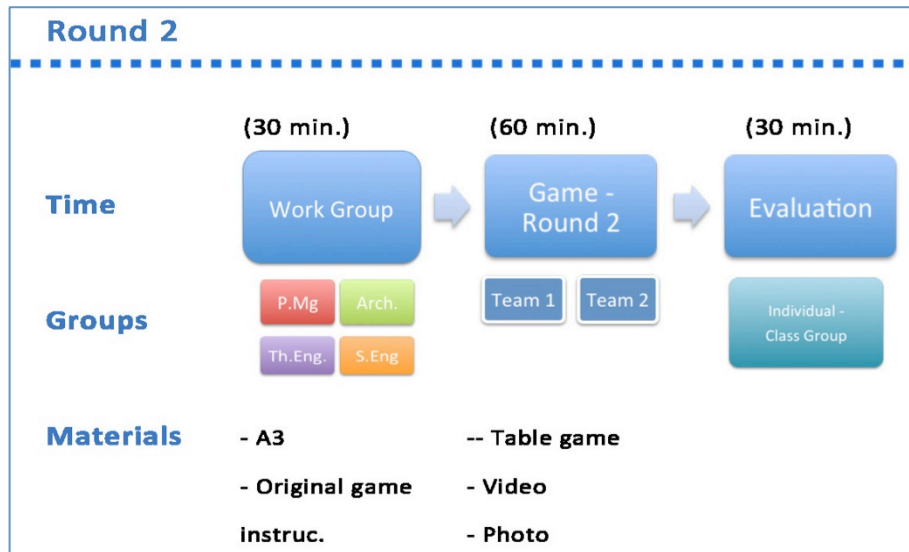 Round 2
(30 min.) (60 min.) (30 min.)
Time
Work Group
Game -
Round 2
Evaluation
Groups
P.Mg
Arch.
Th.Eng.
S.Eng
Team 1
Team 2
Individual -
Class Group
Materials
- A3
- Original game
instruc.
-- Table game
- Video
- Photo